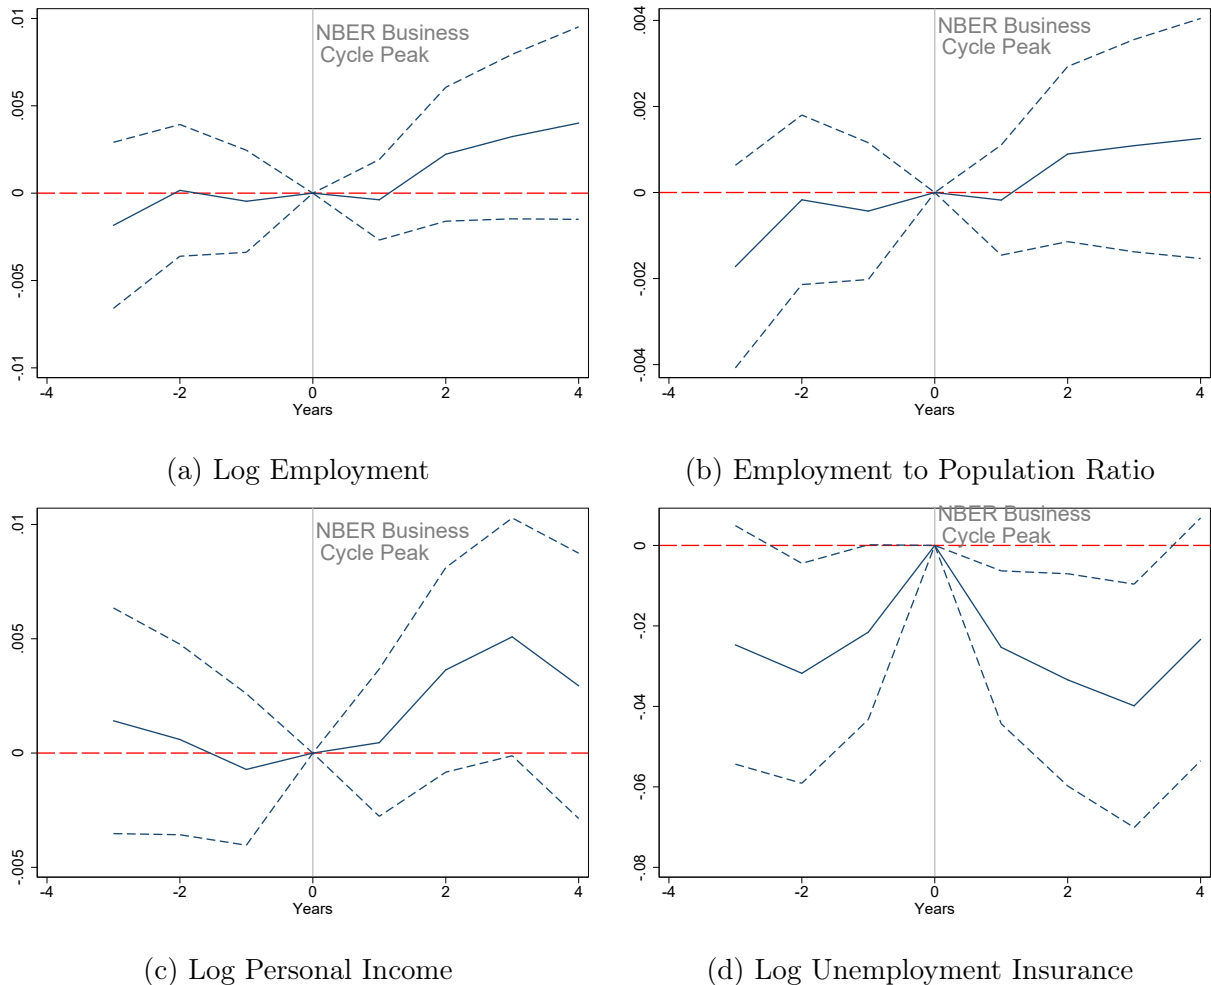 .01
.005
0
-.005
-.01
NBER Business
Cycle Peak
-4 -2 0 2 4
Years
(a) Log Employment
.004
.002
0
-.002
-.004
NBER Business
Cycle Peak
-4 -2 0 2 4
Years
(b) Employment to Population Ratio
.01
.005
0
-.005
NBER Business
Cycle Peak
-4 -2 0 2 4
Years
(c) Log Personal Income
0
-.02
-.04
-.06
-.08
NBER Business
Cycle Peak
-4 -2 0 2 4
Years
(d) Log Unemployment Insurance